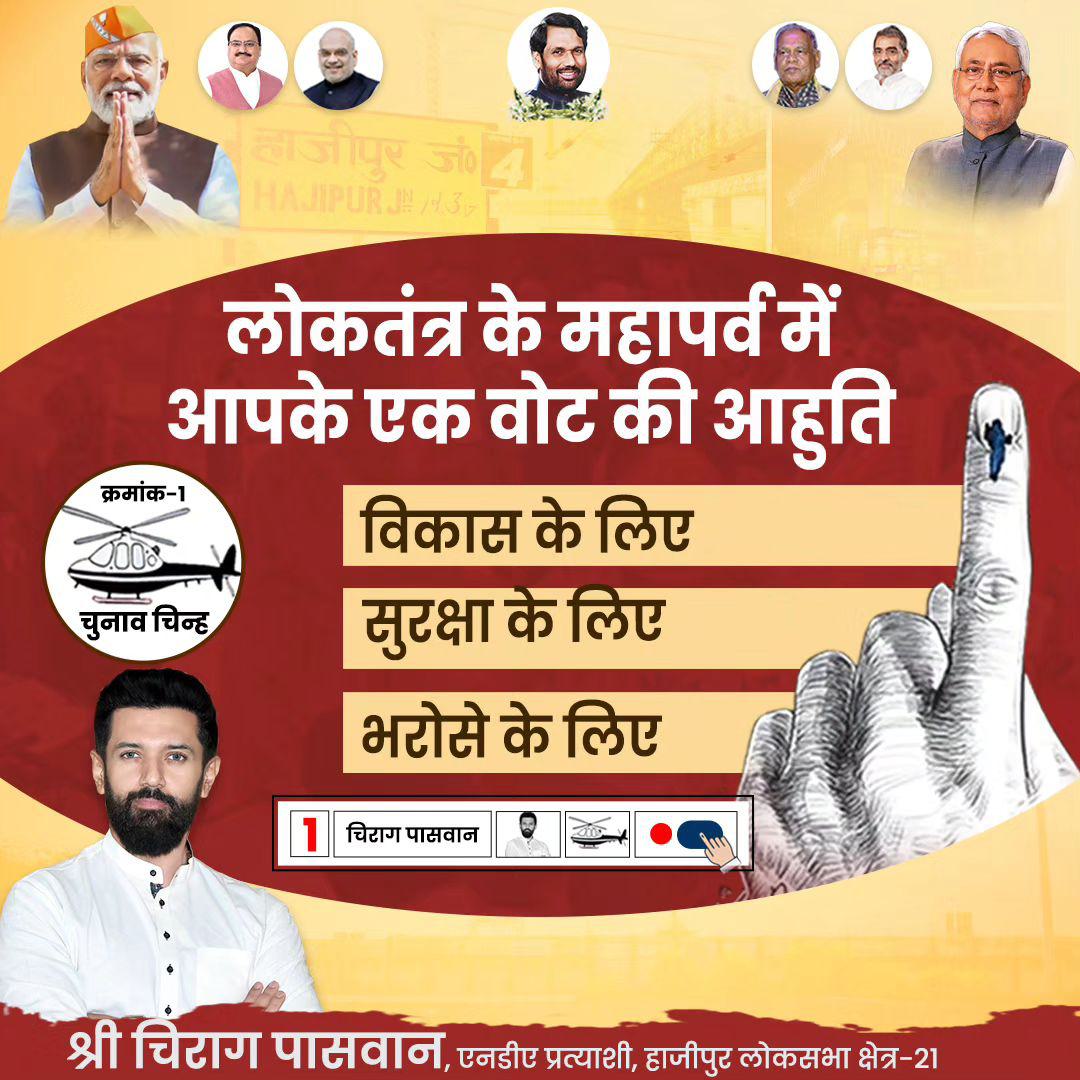 हाजीपुर जं०
4
HAJIPUR JN
लोकतंत्र के महापर्व में
आपके एक वोट की आहुति
क्रमांक-1
चुनाव चिन्ह
विकास के लिए
सुरक्षा के लिए
भरोसे के लिए
1 चिराग पासवान
श्री चिराग पासवान, एनडीए प्रत्याशी, हाजीपुर लोकसभा क्षेत्र-21